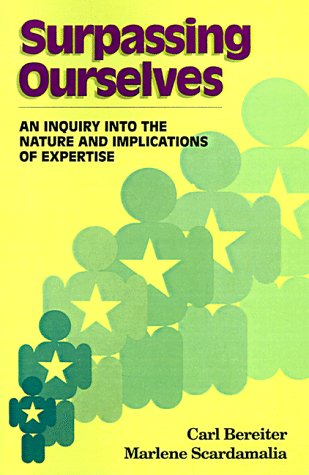 Surpassing
Ourselves
AN INQUIRY INTO THE
NATURE AND IMPLICATIONS
OF EXPERTISE
Carl Bereiter
Marlene Scardamalia